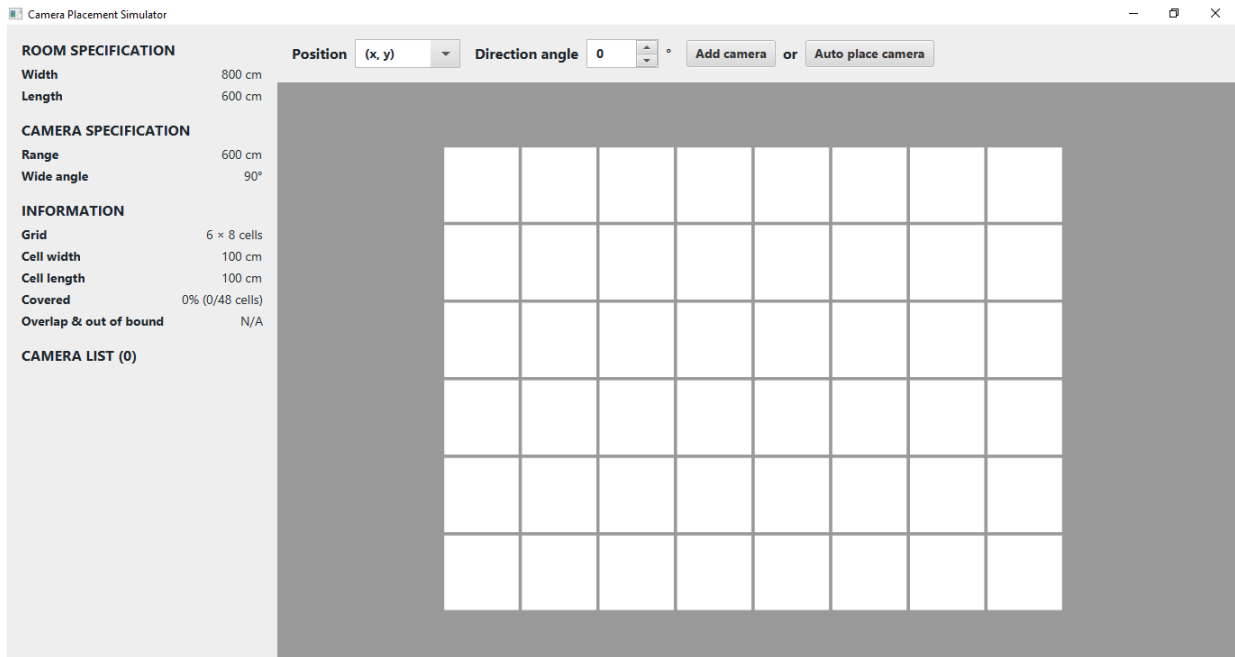 Camera Placement Simulator
ROOM SPECIFICATION
Width 800 cm
Length 600 cm
CAMERA SPECIFICATION
Range 600 cm
Wide angle 90°
INFORMATION
Grid 6 × 8 cells
Cell width 100 cm
Cell length 100 cm
Covered 0% (0/48 cells)
Overlap & out of bound N/A
CAMERA LIST (0)
Position (x, y) Direction angle 0 ° Add camera or Auto place camera